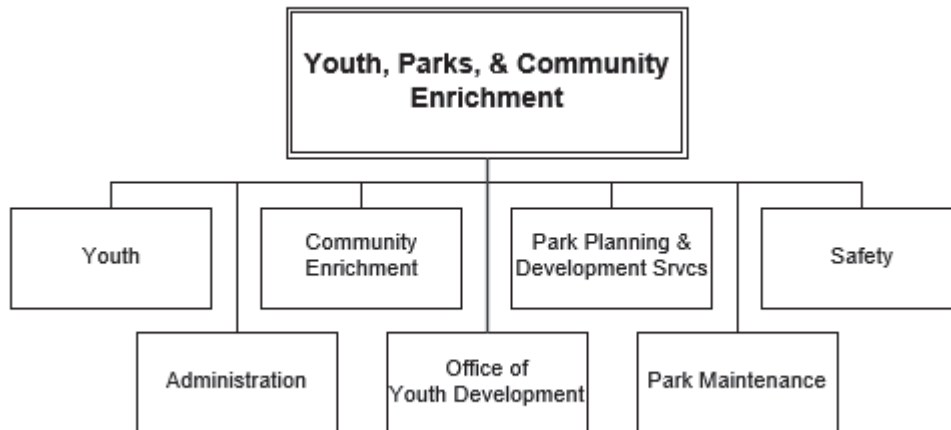 Youth, Parks, & Community
Enrichment
Youth
Community
Enrichment
Park Planning &
Development Srvcs
Safety
Administration
Office of
Youth Development
Park Maintenance